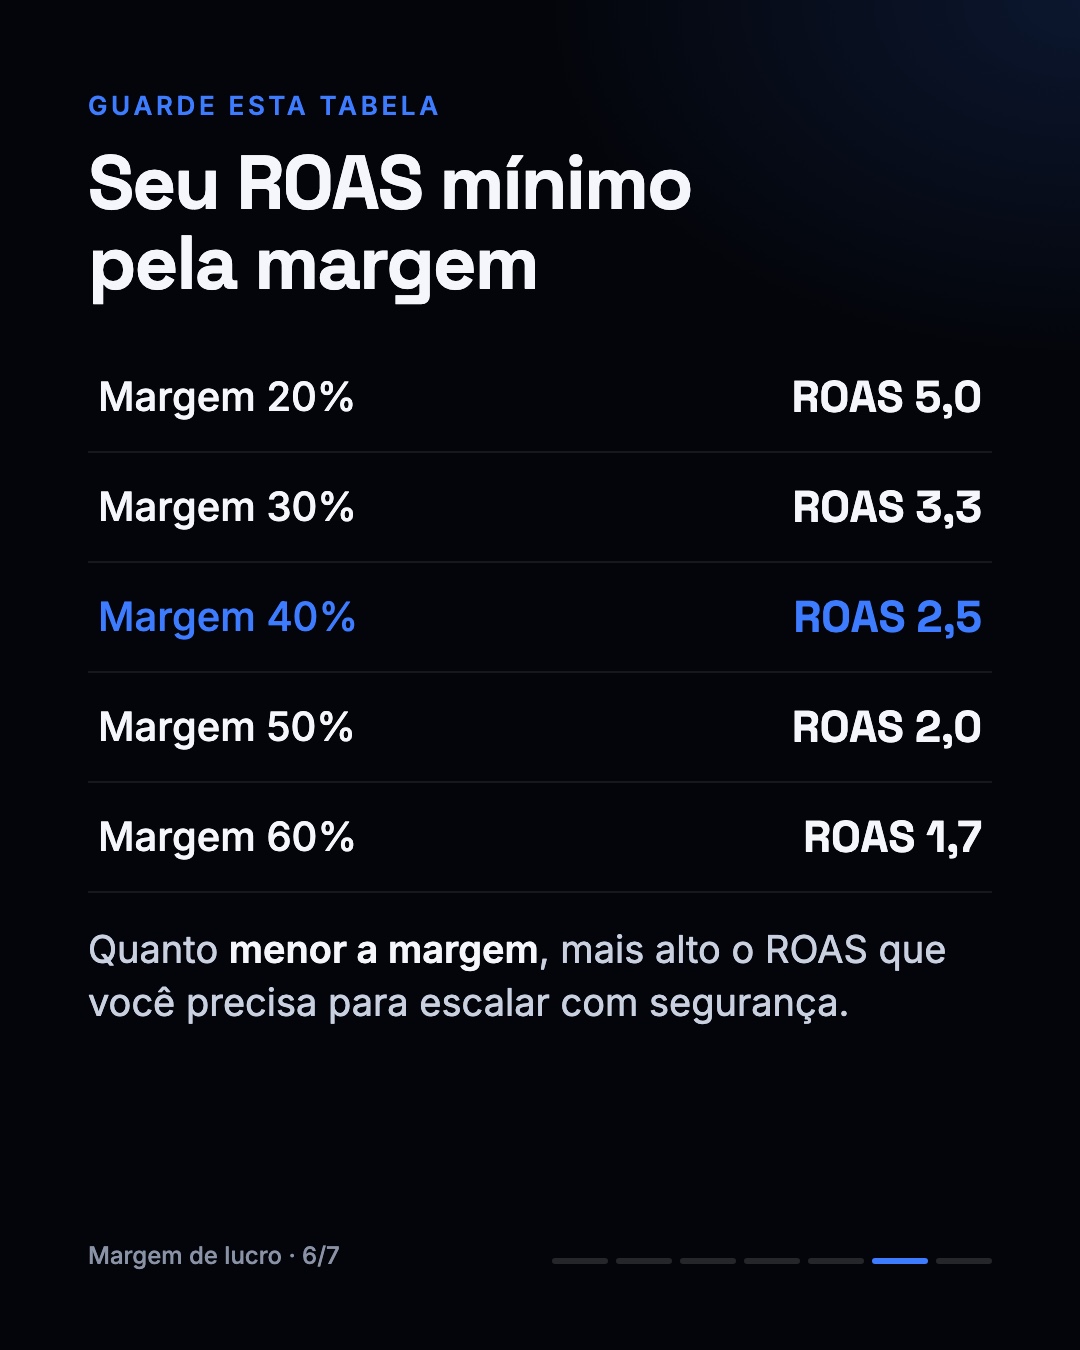 GUARDE ESTA TABELA
Seu ROAS mínimo
pela margem
Margem 20% ROAS 5,0
Margem 30% ROAS 3,3
Margem 40% ROAS 2,5
Margem 50% ROAS 2,0
Margem 60% ROAS 1,7
Quanto menor a margem, mais alto o ROAS que
você precisa para escalar com segurança.
Margem de lucro · 6/7